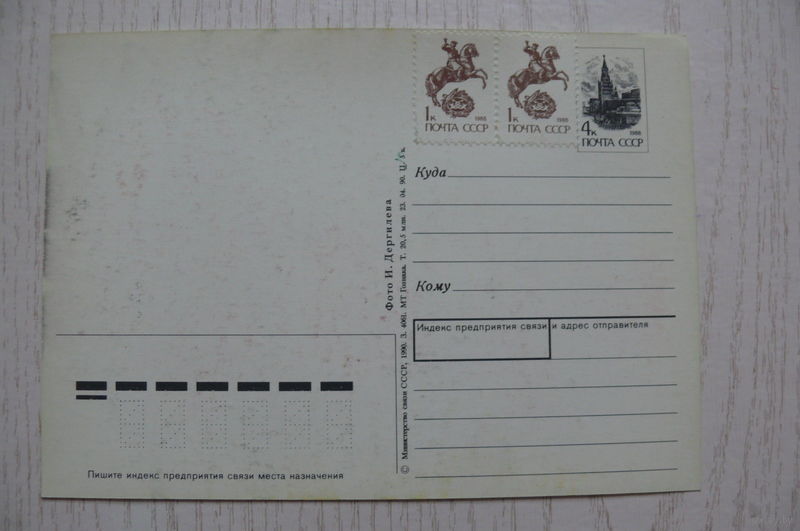 1к 1988
ПОЧТА СССР
1к 1988
ПОЧТА СССР
4к 1988
ПОЧТА СССР
Куда
Кому
Индекс предприятия связи и адрес отправителя
Фото И. Дергилева
© Министерство связи СССР, 1990. З. 4061. МТ Гознака. Т. 20,5 млн. 23. 04. 90. Ц. 5 к.
Пишите индекс предприятия связи места назначения